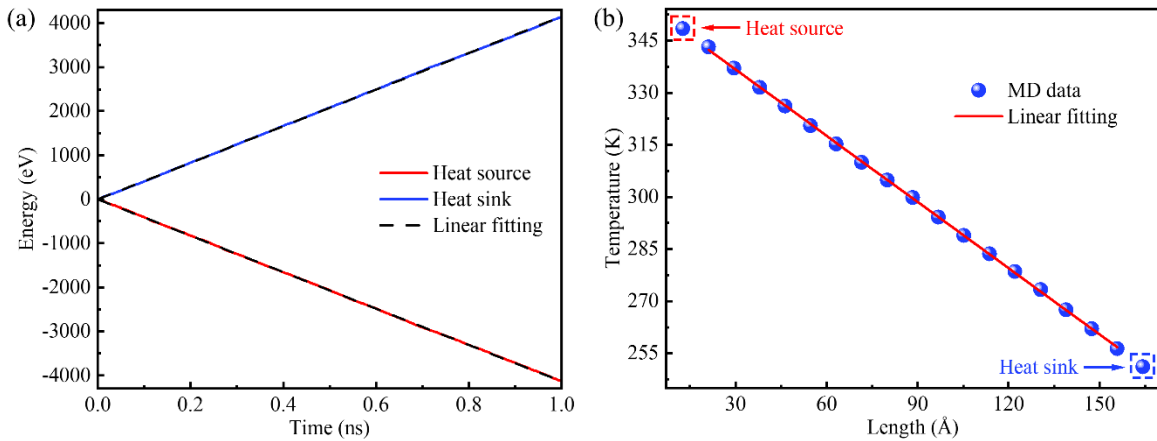 (a)
4000
3000
2000
1000
0
-1000
-2000
-3000
-4000
Energy (eV)
Heat source
Heat sink
Linear fitting
0.0 0.2 0.4 0.6 0.8 1.0
Time (ns)
(b)
345
330
315
300
285
270
255
Temperature (K)
Heat source
MD data
Linear fitting
Heat sink
30 60 90 120 150
Length (Å)